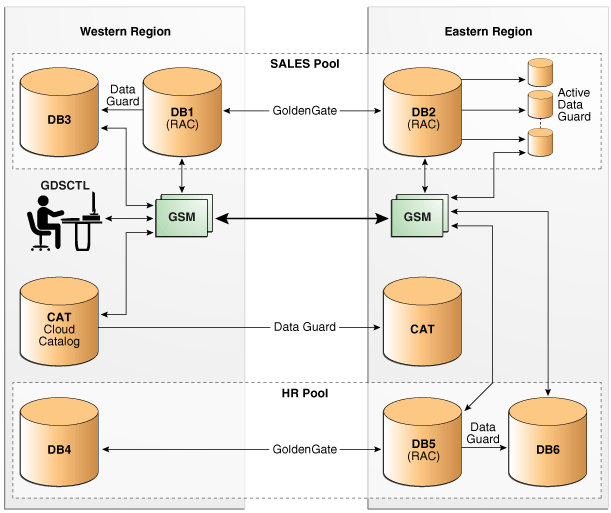 Western Region
Eastern Region
SALES Pool
DB3
Data
Guard
DB1
(RAC)
GoldenGate
DB2
(RAC)
Active
Data
Guard
GDSCTL
GSM
GSM
CAT
Cloud
Catalog
Data Guard
CAT
HR Pool
DB4
GoldenGate
DB5
(RAC)
Data
Guard
DB6